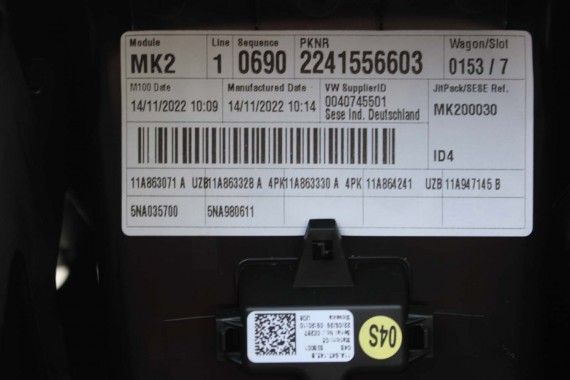 Module Line Sequence PKNR Wagon/Slot
MK2 1 0690 2241556603 0153 / 7
M100 Date Manufactured Date VW SupplierID JitPack/SESE Ref.
14/11/2022 10:09 14/11/2022 10:14 0040745501 MK200030
Sese Ind. Deutschland
ID4
11A863071 A UZB 11A863328 A 4PK 11A863330 A 4PK 11A864241 UZB 11A947145 B
5NA035700 5NA980611
04S